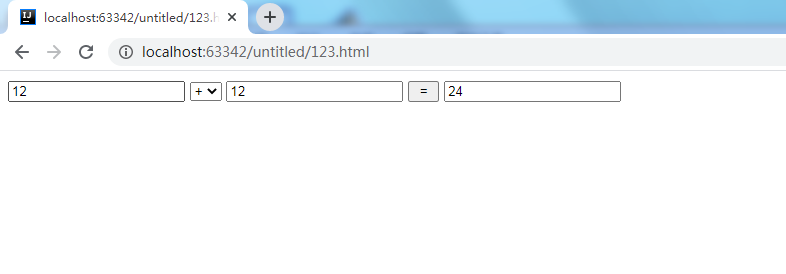 localhost:63342/untitled/123.h
localhost:63342/untitled/123.html
12 + 12 = 24